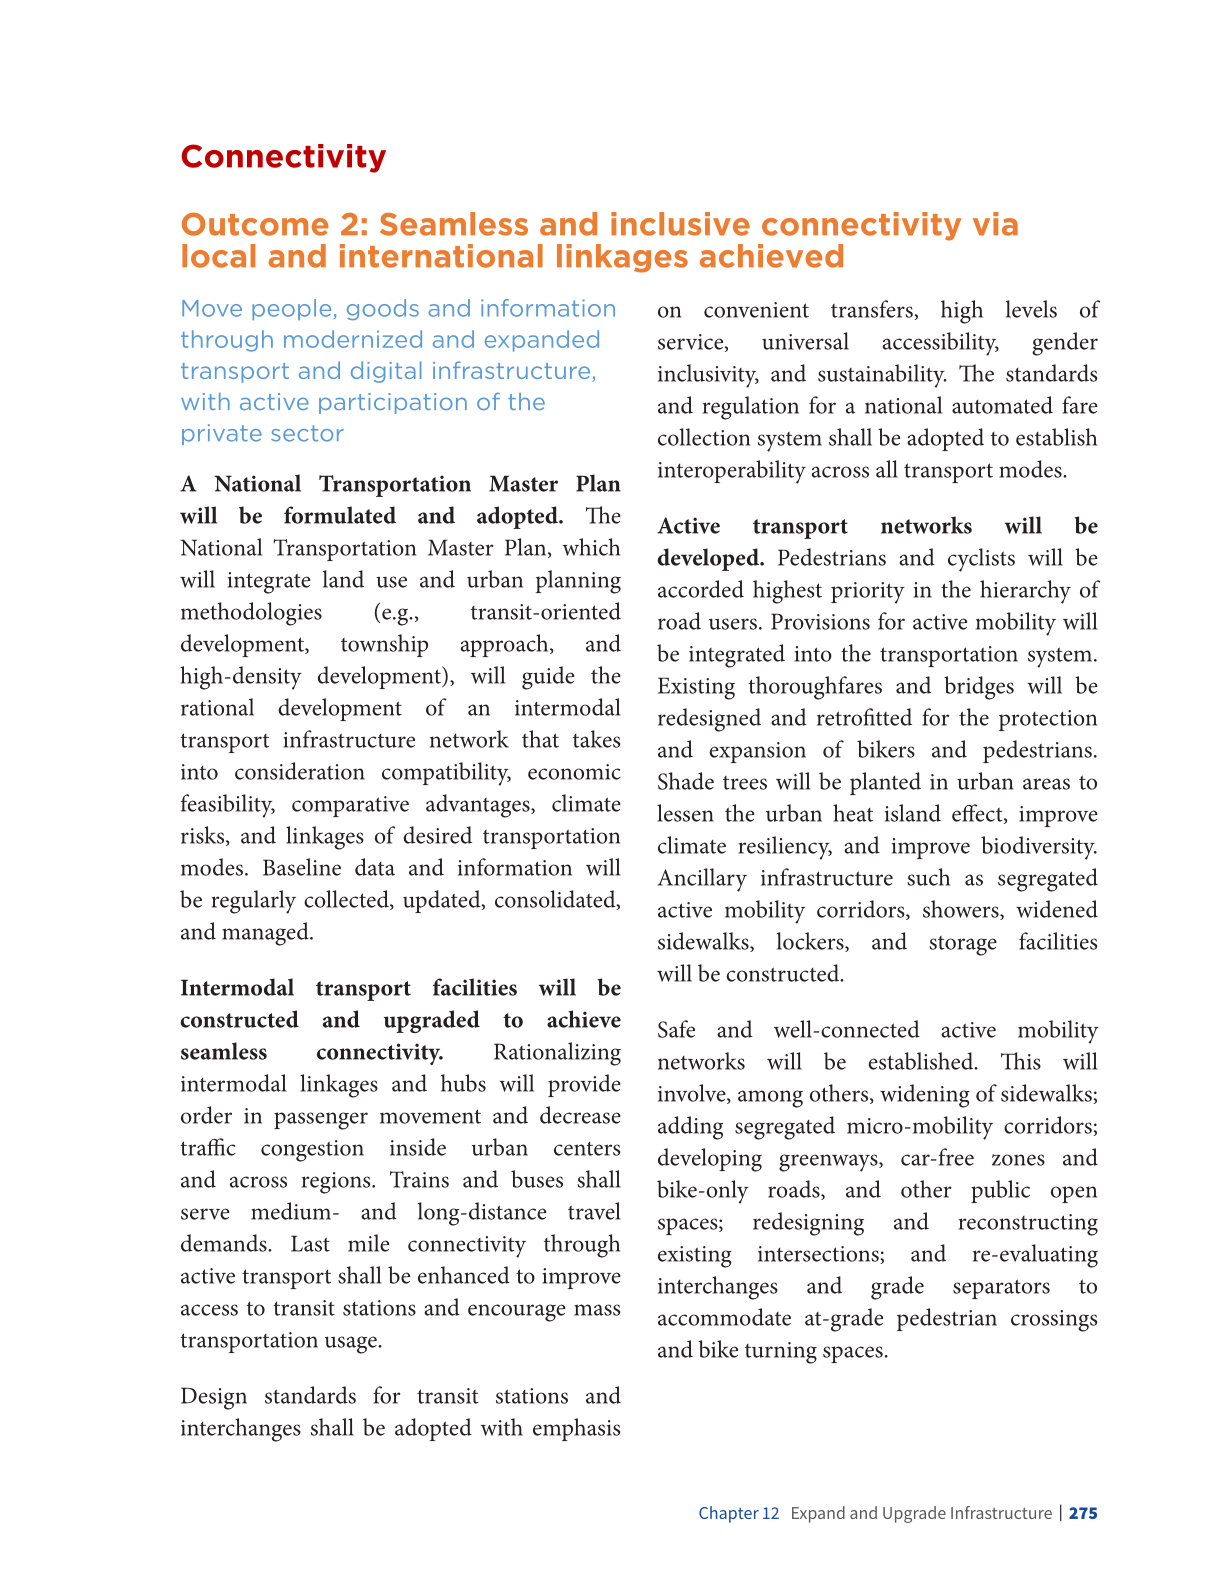 Connectivity
Outcome 2: Seamless and inclusive connectivity via
local and international linkages achieved
Move people, goods and information
through modernized and expanded
transport and digital infrastructure,
with active participation of the
private sector
A National Transportation Master Plan
will be formulated and adopted. The
National Transportation Master Plan, which
will integrate land use and urban planning
methodologies (e.g., transit-oriented
development, township approach, and
high-density development), will guide the
rational development of an intermodal
transport infrastructure network that takes
into consideration compatibility, economic
feasibility, comparative advantages, climate
risks, and linkages of desired transportation
modes. Baseline data and information will
be regularly collected, updated, consolidated,
and managed.
Intermodal transport facilities will be
constructed and upgraded to achieve
seamless connectivity. Rationalizing
intermodal linkages and hubs will provide
order in passenger movement and decrease
traffic congestion inside urban centers
and across regions. Trains and buses shall
serve medium- and long-distance travel
demands. Last mile connectivity through
active transport shall be enhanced to improve
access to transit stations and encourage mass
transportation usage.
Design standards for transit stations and
interchanges shall be adopted with emphasis
on convenient transfers, high levels of
service, universal accessibility, gender
inclusivity, and sustainability. The standards
and regulation for a national automated fare
collection system shall be adopted to establish
interoperability across all transport modes.
Active transport networks will be
developed. Pedestrians and cyclists will be
accorded highest priority in the hierarchy of
road users. Provisions for active mobility will
be integrated into the transportation system.
Existing thoroughfares and bridges will be
redesigned and retrofitted for the protection
and expansion of bikers and pedestrians.
Shade trees will be planted in urban areas to
lessen the urban heat island effect, improve
climate resiliency, and improve biodiversity.
Ancillary infrastructure such as segregated
active mobility corridors, showers, widened
sidewalks, lockers, and storage facilities
will be constructed.
Safe and well-connected active mobility
networks will be established. This will
involve, among others, widening of sidewalks;
adding segregated micro-mobility corridors;
developing greenways, car-free zones and
bike-only roads, and other public open
spaces; redesigning and reconstructing
existing intersections; and re-evaluating
interchanges and grade separators to
accommodate at-grade pedestrian crossings
and bike turning spaces.
Chapter 12 Expand and Upgrade Infrastructure | 275